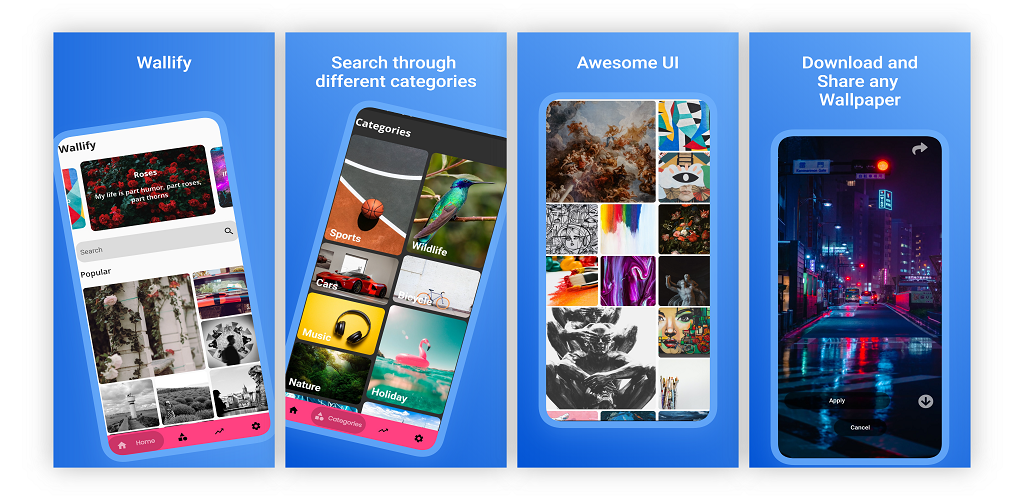 Wallify
Wallify
Roses
My life is part humor, part roses,
part thorns
Search
Popular
Home
Search through
different categories
Categories
Sports
Wildlife
Cars
Bicycle
Music
Nature
Holiday
Categories
Awesome UI
Download and
Share any
Wallpaper
Apply
Cancel